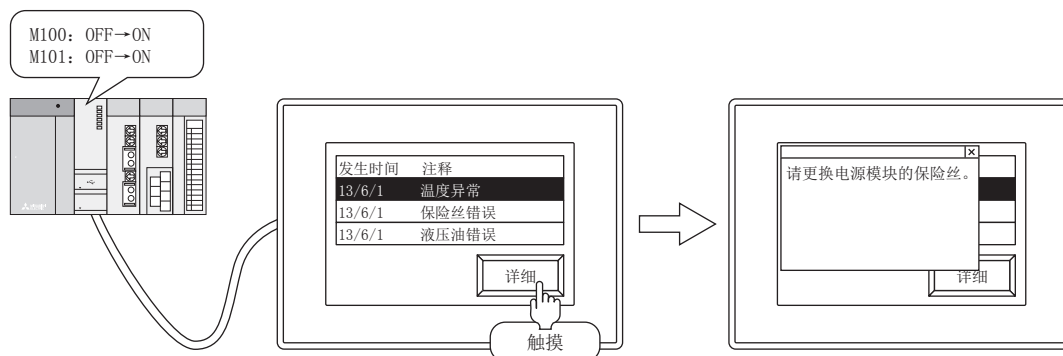 M100: OFF→ON
M101: OFF→ON
发生时间 注释
13/6/1 温度异常
13/6/1 保险丝错误
13/6/1 液压油错误
详细
触摸
请更换电源模块的保险丝。
详细